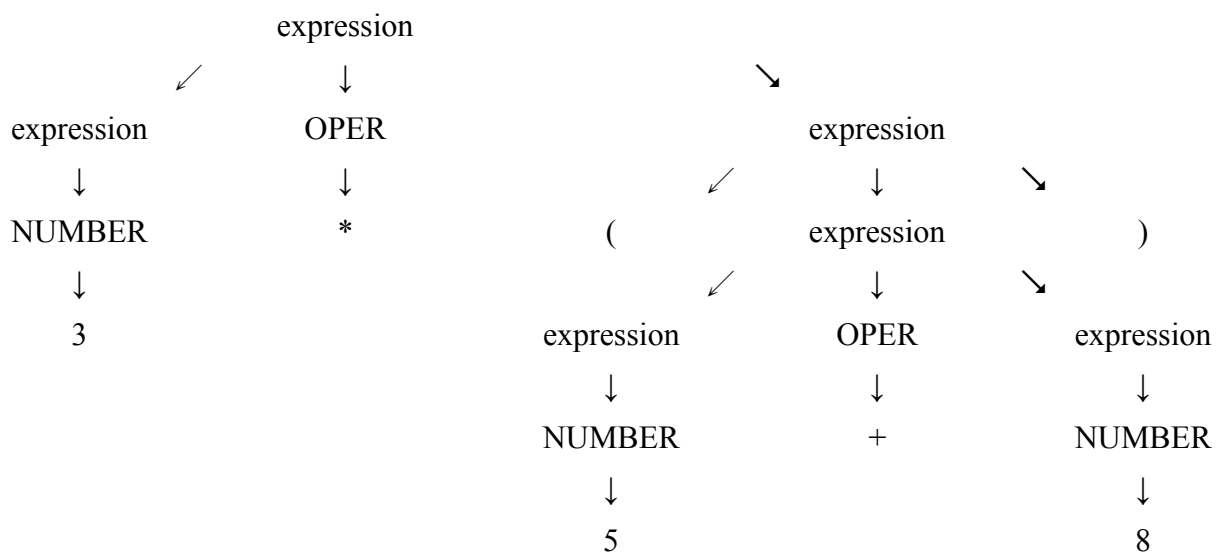 expression
↙ ↓ ↘
expression OPER expression
↓ ↓ ↙ ↓ ↘
NUMBER * ( expression )
↓ ↙ ↓ ↘
3 expression OPER expression
↓ ↓ ↓
NUMBER + NUMBER
↓ ↓
5 8